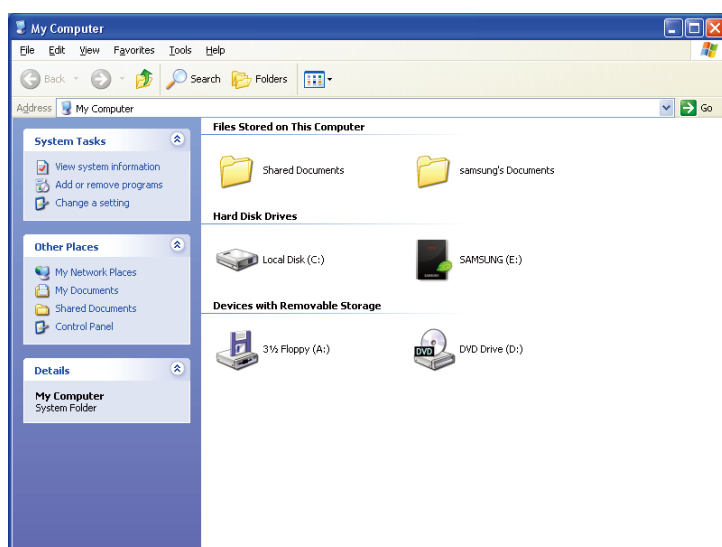 My Computer
File Edit View Favorites Tools Help
Back Search Folders
Address My Computer Go
System Tasks
View system information
Add or remove programs
Change a setting
Other Places
My Network Places
My Documents
Shared Documents
Control Panel
Details
My Computer
System Folder
Files Stored on This Computer
Shared Documents samsung's Documents
Hard Disk Drives
Local Disk (C:) SAMSUNG (E:)
Devices with Removable Storage
3½ Floppy (A:) DVD Drive (D:)
DVD